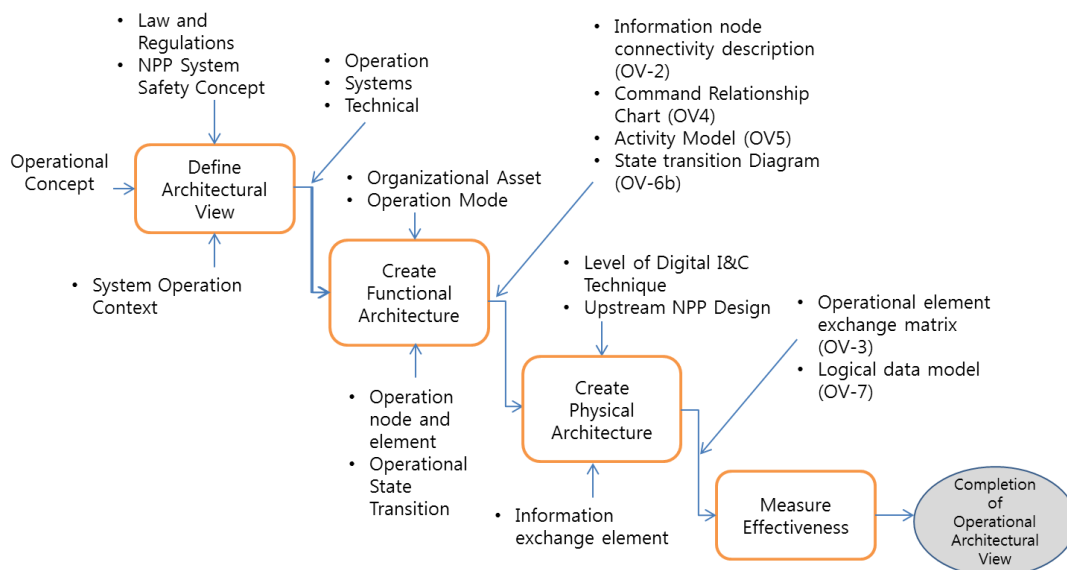 • Law and
Regulations
• NPP System
Safety Concept
• Operation
• Systems
• Technical
• Information node
connectivity description
(OV-2)
• Command Relationship
Chart (OV4)
• Activity Model (OV5)
• State transition Diagram
(OV-6b)
Operational
Concept
Define
Architectural
View
• Organizational Asset
• Operation Mode
• System Operation
Context
Create
Functional
Architecture
• Level of Digital I&C
Technique
• Upstream NPP Design
• Operational element
exchange matrix
(OV-3)
• Logical data model
(OV-7)
• Operation
node and
element
• Operational
State
Transition
Create
Physical
Architecture
• Information
exchange element
Measure
Effectiveness
Completion
of
Operational
Architectural
View